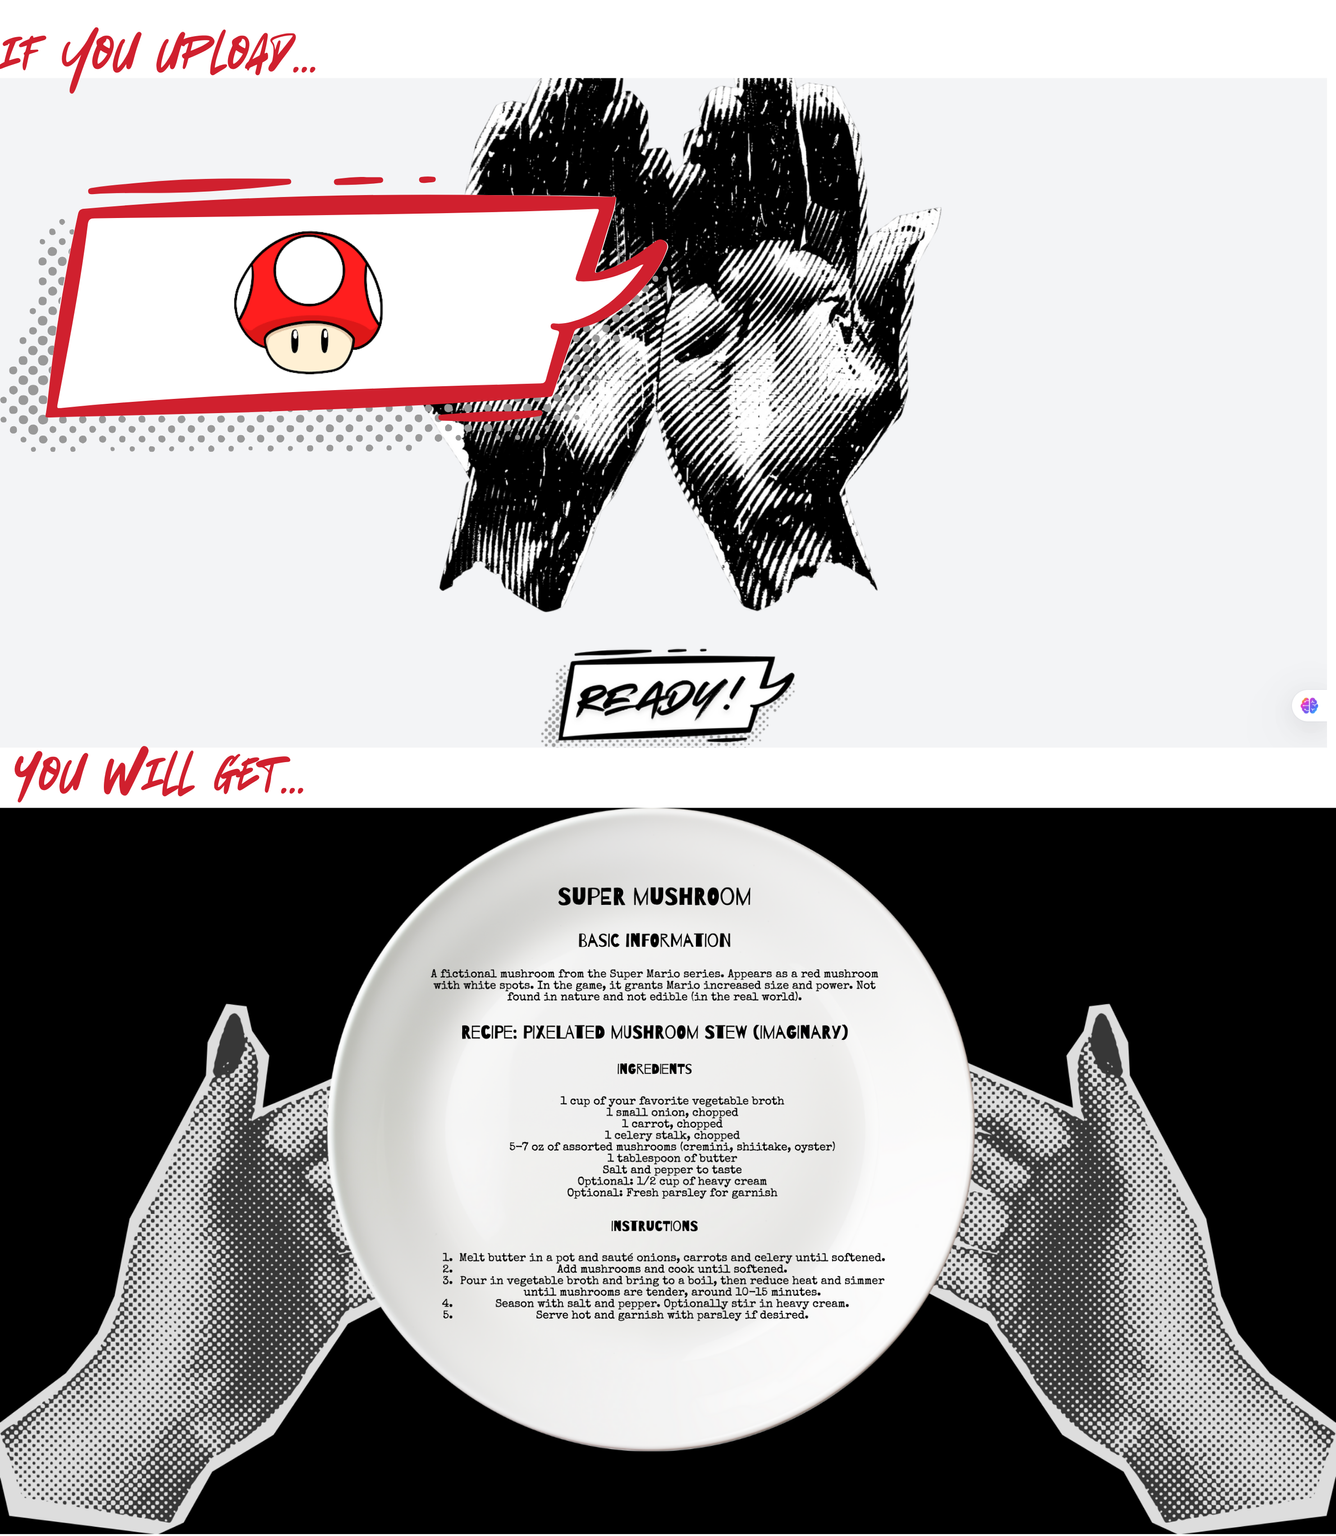 IF YOU UPLOAD...
READY!
YOU WILL GET...
SUPER MUSHROOM
BASIC INFORMATION
A fictional mushroom from the Super Mario series. Appears as a red mushroom
with white spots. In the game, it grants Mario increased size and power. Not
found in nature and not edible (in the real world).
RECIPE: PIXELATED MUSHROOM STEW (IMAGINARY)
INGREDIENTS
1 cup of your favorite vegetable broth
1 small onion, chopped
1 carrot, chopped
1 celery stalk, chopped
5-7 oz of assorted mushrooms (cremini, shiitake, oyster)
1 tablespoon of butter
Salt and pepper to taste
Optional: 1/2 cup of heavy cream
Optional: Fresh parsley for garnish
INSTRUCTIONS
1. Melt butter in a pot and sauté onions, carrots and celery until softened.
2. Add mushrooms and cook until softened.
3. Pour in vegetable broth and bring to a boil, then reduce heat and simmer
until mushrooms are tender, around 10-15 minutes.
4. Season with salt and pepper. Optionally stir in heavy cream.
5. Serve hot and garnish with parsley if desired.